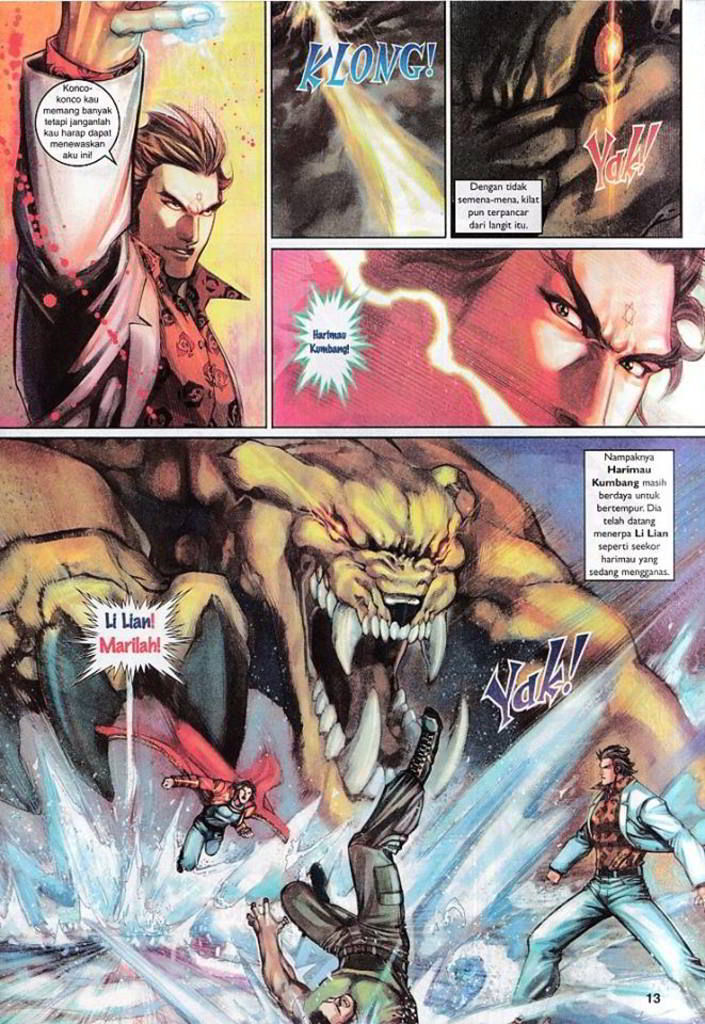 Konco-
konco kau
memang banyak
tetapi janganlah
kau harap dapat
menewaskan
aku ini!
KLONG!
Yak!
Dengan tidak
semena-mena, kilat
pun terpancar
dari langit itu.
Harimau
Kumbang!
Nampaknya
Harimau
Kumbang masih
berdaya untuk
bertempur. Dia
telah datang
menerpa Li Lian
seperti seekor
harimau yang
sedang mengganas.
Li Lian!
Marilah!
Yak!
13